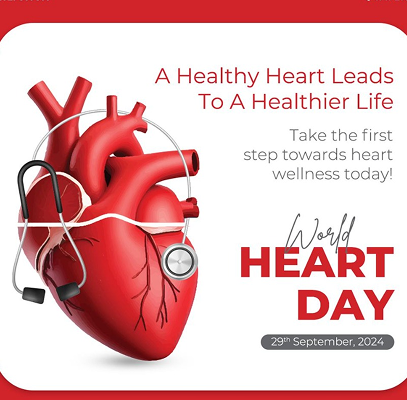 A Healthy Heart Leads
To A Healthier Life
Take the first
step towards heart
wellness today!
World
HEART
DAY
29th September, 2024